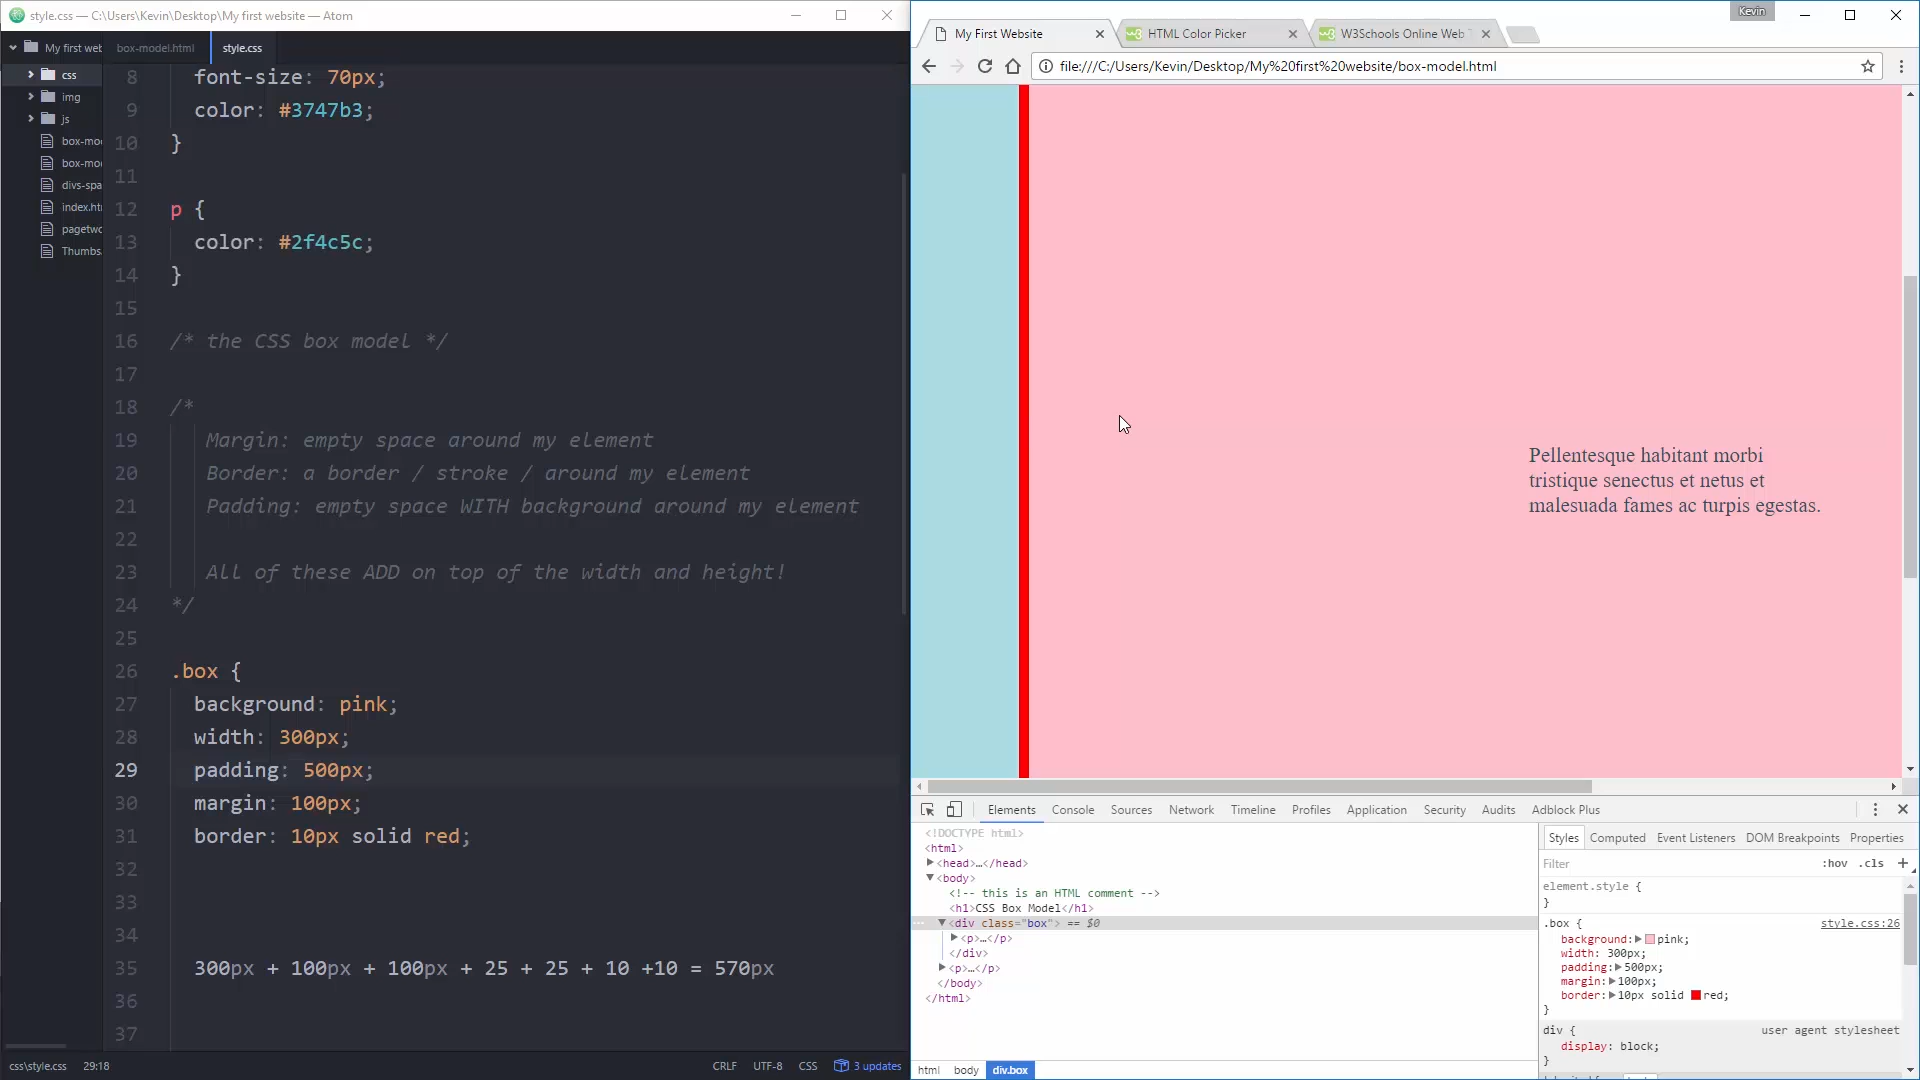 style.css — C:\Users\Kevin\Desktop\My first website — Atom
My first wet
css
img
js
box-mo
box-mo
divs-spa
index.ht
pagetwo
Thumbs
box-model.html
style.css
8 font-size: 70px;
9 color: #3747b3;
10 }
11
12 p {
13 color: #2f4c5c;
14 }
15
16 /* the CSS box model */
17
18 /*
19 Margin: empty space around my element
20 Border: a border / stroke / around my element
21 Padding: empty space WITH background around my element
22
23 All of these ADD on top of the width and height!
24 */
25
26 .box {
27 background: pink;
28 width: 300px;
29 padding: 500px;
30 margin: 100px;
31 border: 10px solid red;
32
33
34
35 300px + 100px + 100px + 25 + 25 + 10 +10 = 570px
36
37
css\style.css 29:18 CRLF UTF-8 CSS 3 updates
Kevin
My First Website
HTML Color Picker
W3Schools Online Web
file:///C:/Users/Kevin/Desktop/My%20first%20website/box-model.html
Pellentesque habitant morbi
tristique senectus et netus et
malesuada fames ac turpis egestas.
Elements Console Sources Network Timeline Profiles Application Security Audits Adblock Plus
<!DOCTYPE html>
<html>
<head>…</head>
<body>
<!-- this is an HTML comment -->
<h1>CSS Box Model</h1>
<div class="box"> == $0
<p>…</p>
</div>
<p>…</p>
</body>
</html>
html body div.box
Styles Computed Event Listeners DOM Breakpoints Properties
Filter :hov .cls +
element.style {
}
.box { style.css:26
background: pink;
width: 300px;
padding: 500px;
margin: 100px;
border: 10px solid red;
}
div { user agent stylesheet
display: block;
}